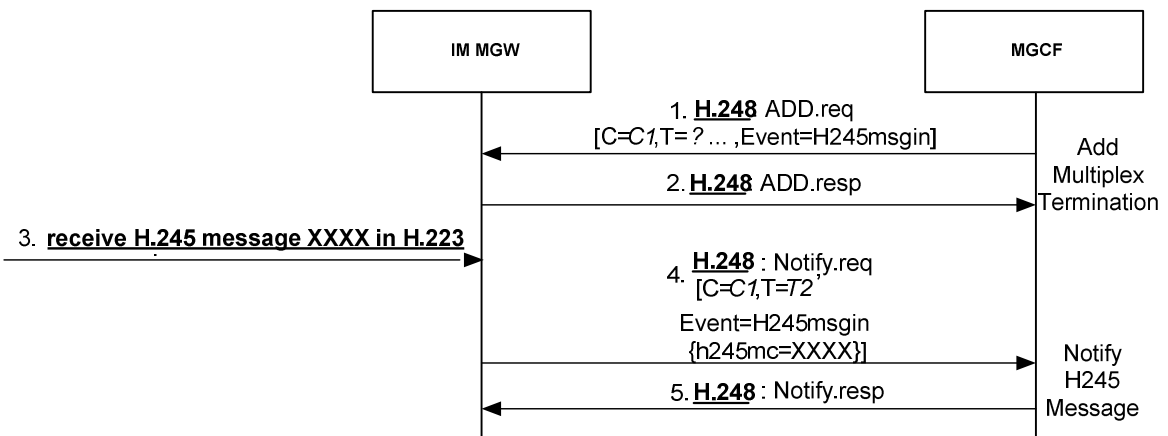 IM MGW
MGCF
1. H.248: ADD.req
[C=C1,T= ? ... ,Event=H245msgin]
Add
Multiplex
Termination
2. H.248: ADD.resp
3. receive H.245 message XXXX in H.223
4. H.248 : Notify.req
[C=C1,T=T2,
Event=H245msgin
{h245mc=XXXX}]
Notify
H245
Message
5. H.248 : Notify.resp